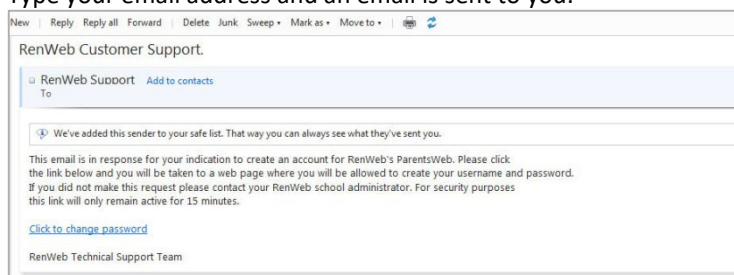 Type your email address and an email is sent to you.
New | Reply Reply all Forward | Delete Junk Sweep Mark as Move to
RenWeb Customer Support.
RenWeb Support Add to contacts
To
We've added this sender to your safe list. That way you can always see what they've sent you.
This email is in response for your indication to create an account for RenWeb's ParentsWeb. Please click
the link below and you will be taken to a web page where you will be allowed to create your username and password.
If you did not make this request please contact your RenWeb school administrator. For security purposes
this link will only remain active for 15 minutes.
Click to change password
RenWeb Technical Support Team